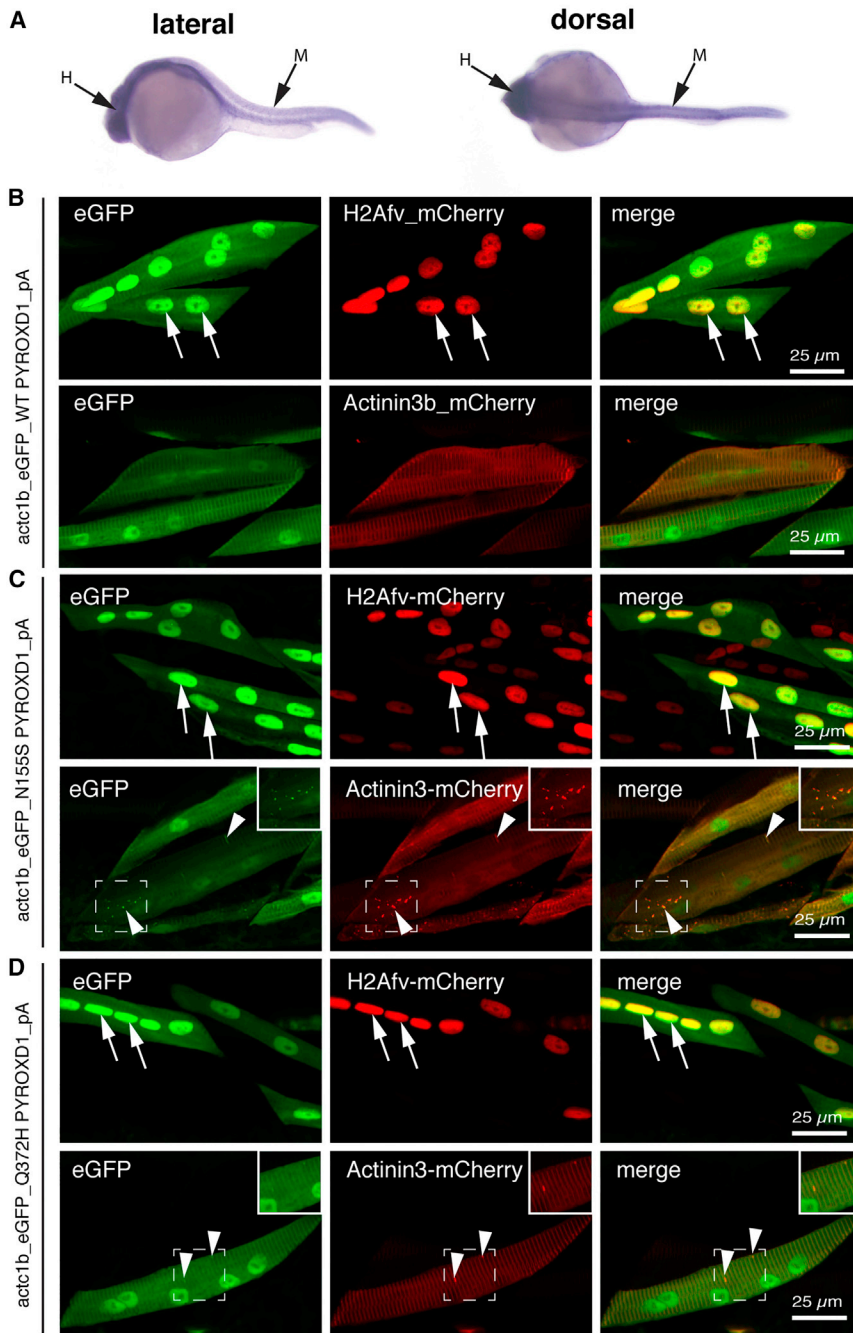 A
lateral
dorsal
H
M
H
M
B
actc1b_eGFP_WT PYROXD1_pA
eGFP
H2Afv_mCherry
merge
25 µm
eGFP
Actinin3b_mCherry
merge
25 µm
C
actc1b_eGFP_N155S PYROXD1_pA
eGFP
H2Afv-mCherry
merge
25 µm
eGFP
Actinin3-mCherry
merge
25 µm
D
actc1b_eGFP_Q372H PYROXD1_pA
eGFP
H2Afv-mCherry
merge
25 µm
eGFP
Actinin3-mCherry
merge
25 µm